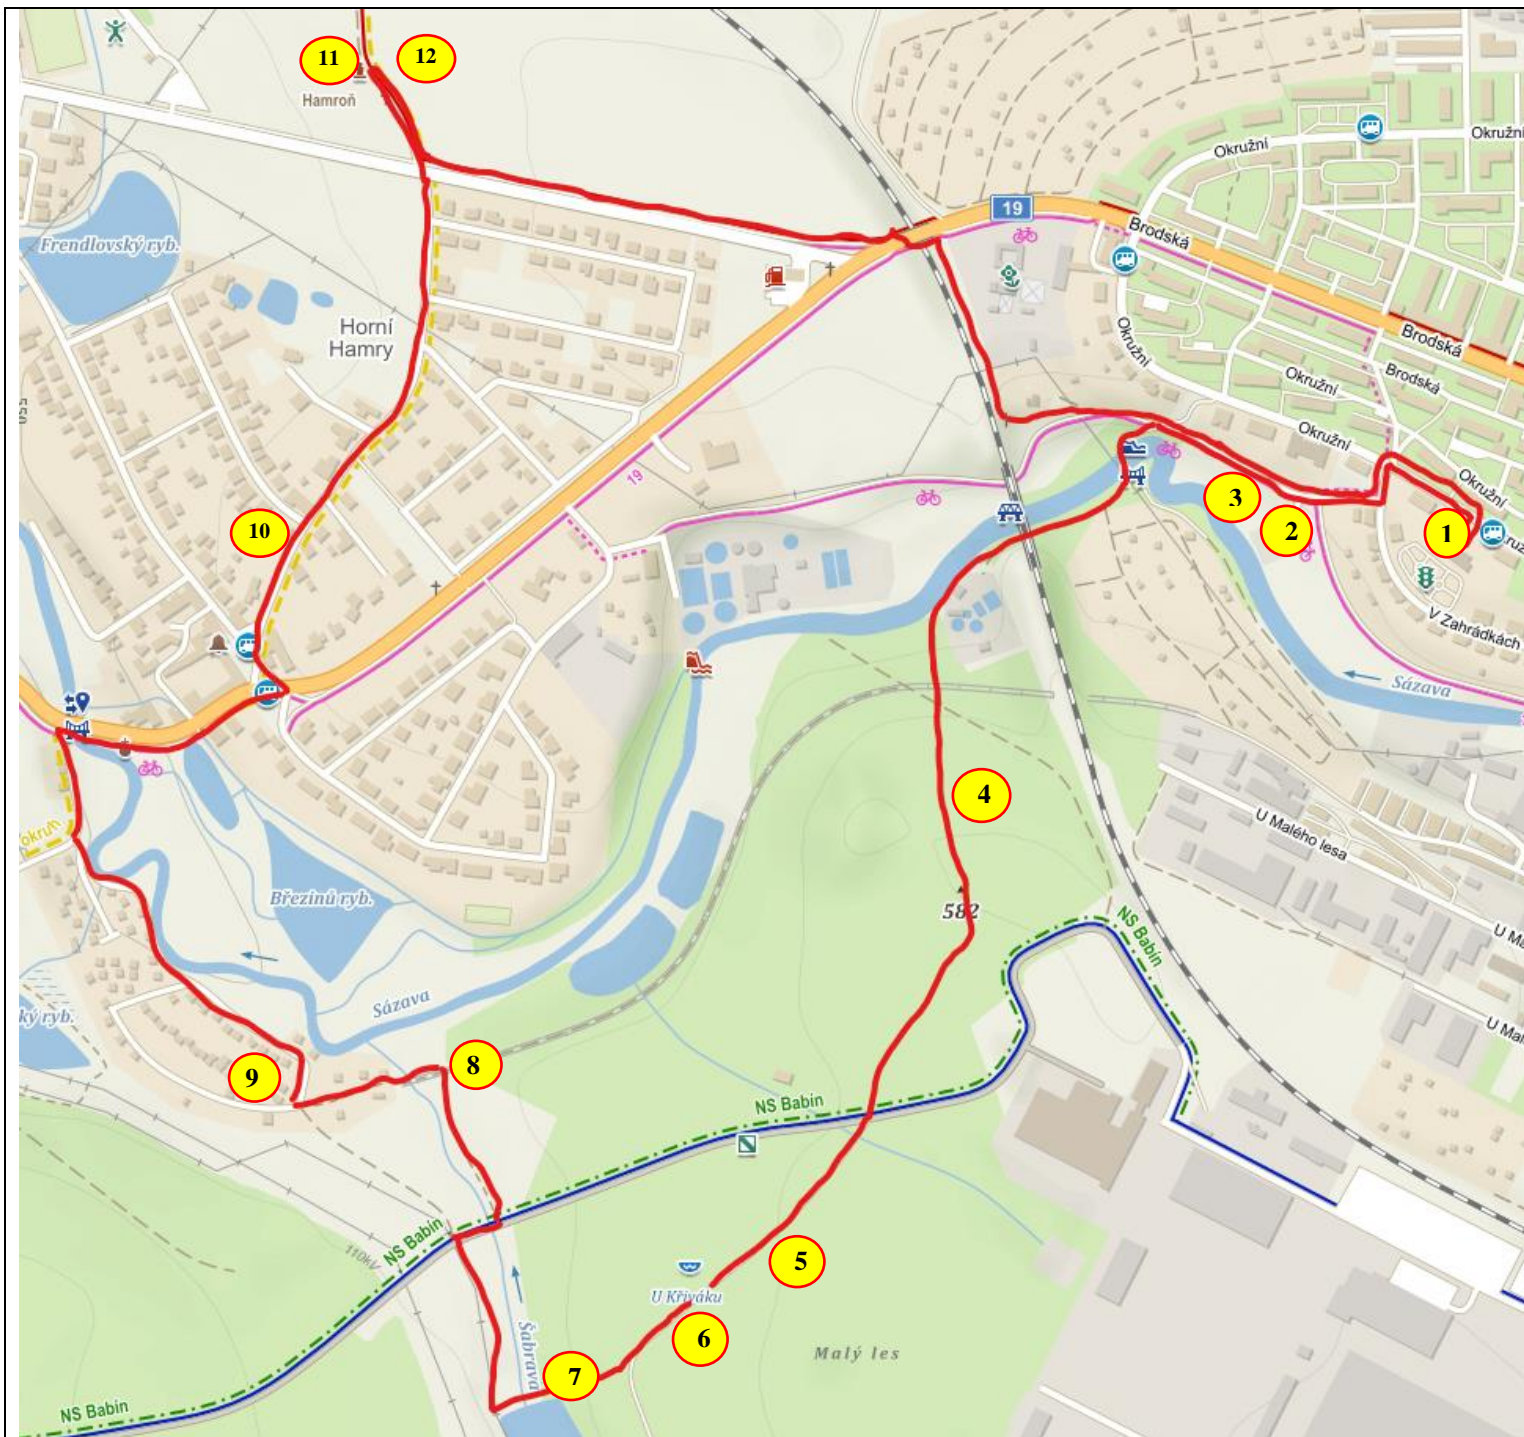 11
12
Hamroň
Okružní
Okružní
19
Brodská
Frendlovský ryb.
Horní
Hamry
Okružní
Brodská
Brodská
Okružní
Okružní
Okružní
550
19
10
3
2
1
V Zahrádkách
Sázava
4
U Malého lesa
okruh
582
Březinů ryb.
NS Babín
Sázava
ký ryb.
8
9
NS Babín
NS Babín
110kV
5
U Křiváku
6
Šabrava
Malý les
7
NS Babín